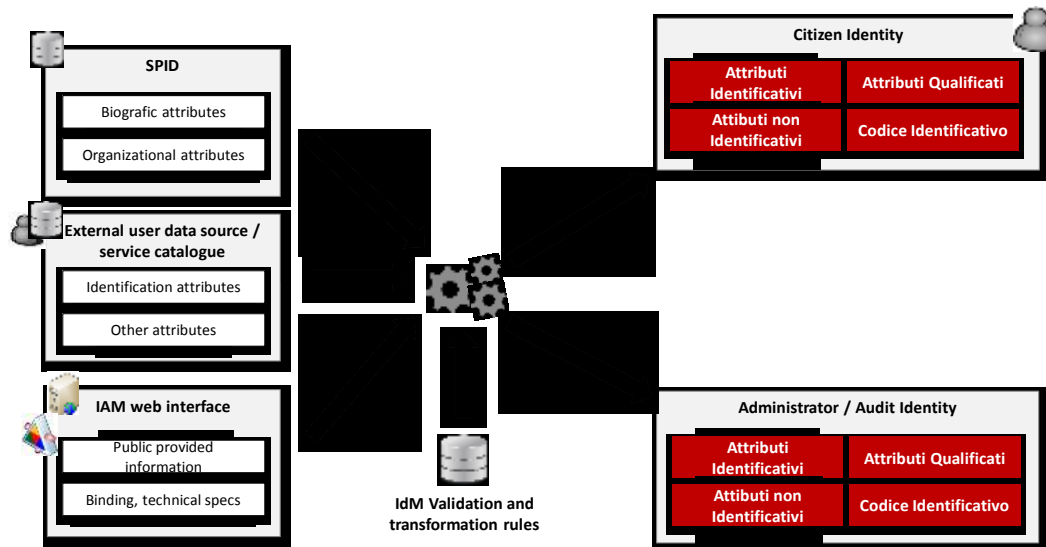 SPID
Biografic attributes
Organizational attributes
External user data source /
service catalogue
Identification attributes
Other attributes
IAM web interface
Public provided
information
Binding, technical specs
IdM Validation and
transformation rules
Citizen Identity
Attributi
Identificativi
Attributi Qualificati
Attibuti non
Identificativi
Codice Identificativo
Administrator / Audit Identity
Attributi
Identificativi
Attributi Qualificati
Attibuti non
Identificativi
Codice Identificativo